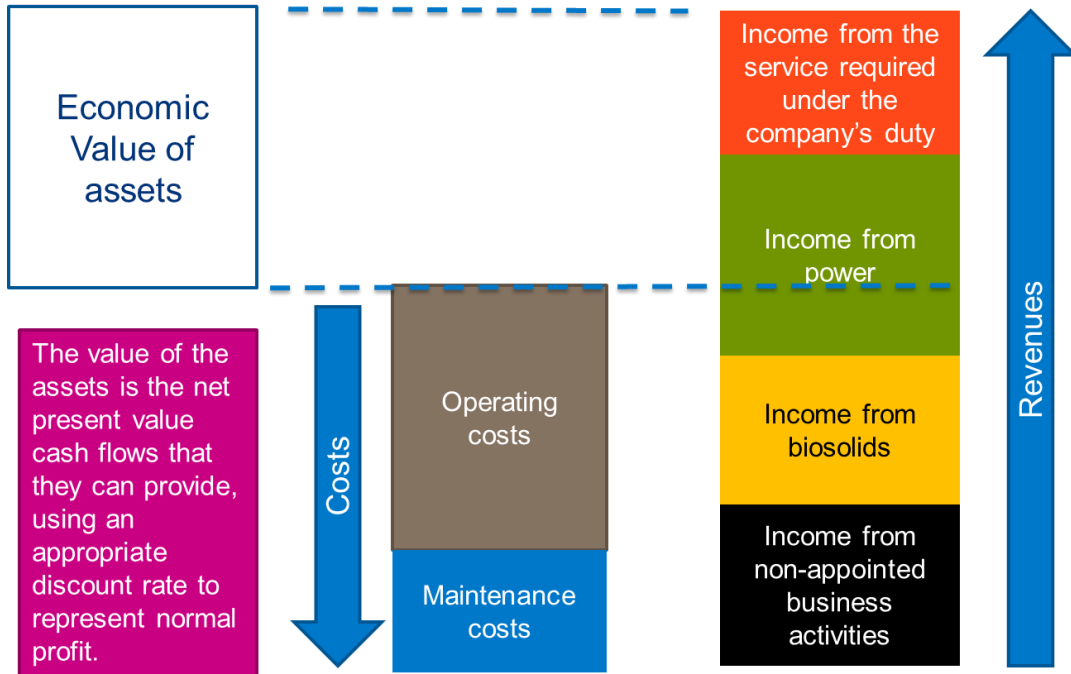 Economic
Value of
assets
The value of the
assets is the net
present value
cash flows that
they can provide,
using an
appropriate
discount rate to
represent normal
profit.
Costs
Operating
costs
Maintenance
costs
Income from the
service required
under the
company's duty
Income from
power
Income from
biosolids
Income from
non-appointed
business
activities
Revenues